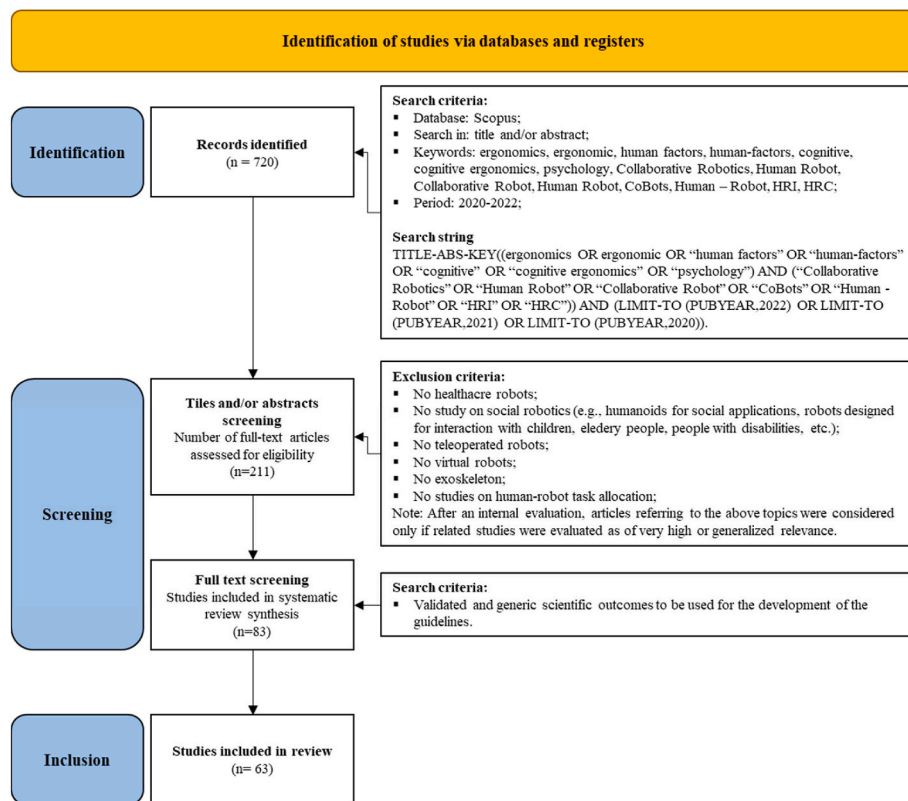 Identification of studies via databases and registers
Identification
Records identified
(n = 720)
Search criteria:
▪ Database: Scopus;
▪ Search in: title and/or abstract;
▪ Keywords: ergonomics, ergonomic, human factors, human-factors, cognitive,
cognitive ergonomics, psychology, Collaborative Robotics, Human Robot,
Collaborative Robot, Human Robot, CoBots, Human – Robot, HRI, HRC;
▪ Period: 2020-2022;
Search string
TITLE-ABS-KEY((ergonomics OR ergonomic OR “human factors” OR “human-factors”
OR “cognitive” OR “cognitive ergonomics” OR “psychology”) AND (“Collaborative
Robotics” OR “Human Robot” OR “Collaborative Robot” OR “CoBots” OR “Human -
Robot” OR “HRI” OR “HRC”)) AND (LIMIT-TO (PUBYEAR,2022) OR LIMIT-TO
(PUBYEAR,2021) OR LIMIT-TO (PUBYEAR,2020)).
Screening
Tiles and/or abstracts
screening
Number of full-text articles
assessed for eligibility
(n=211)
Exclusion criteria:
▪ No healthacre robots;
▪ No study on social robotics (e.g., humanoids for social applications, robots designed
for interaction with children, eledery people, people with disabilities, etc.);
▪ No teleoperated robots;
▪ No virtual robots;
▪ No exoskeleton;
▪ No studies on human-robot task allocation;
Note: After an internal evaluation, articles referring to the above topics were considered
only if related studies were evaluated as of very high or generalized relevance.
Full text screening
Studies included in systematic
review synthesis
(n=83)
Search criteria:
▪ Validated and generic scientific outcomes to be used for the development of the
guidelines.
Inclusion
Studies included in review
(n= 63)